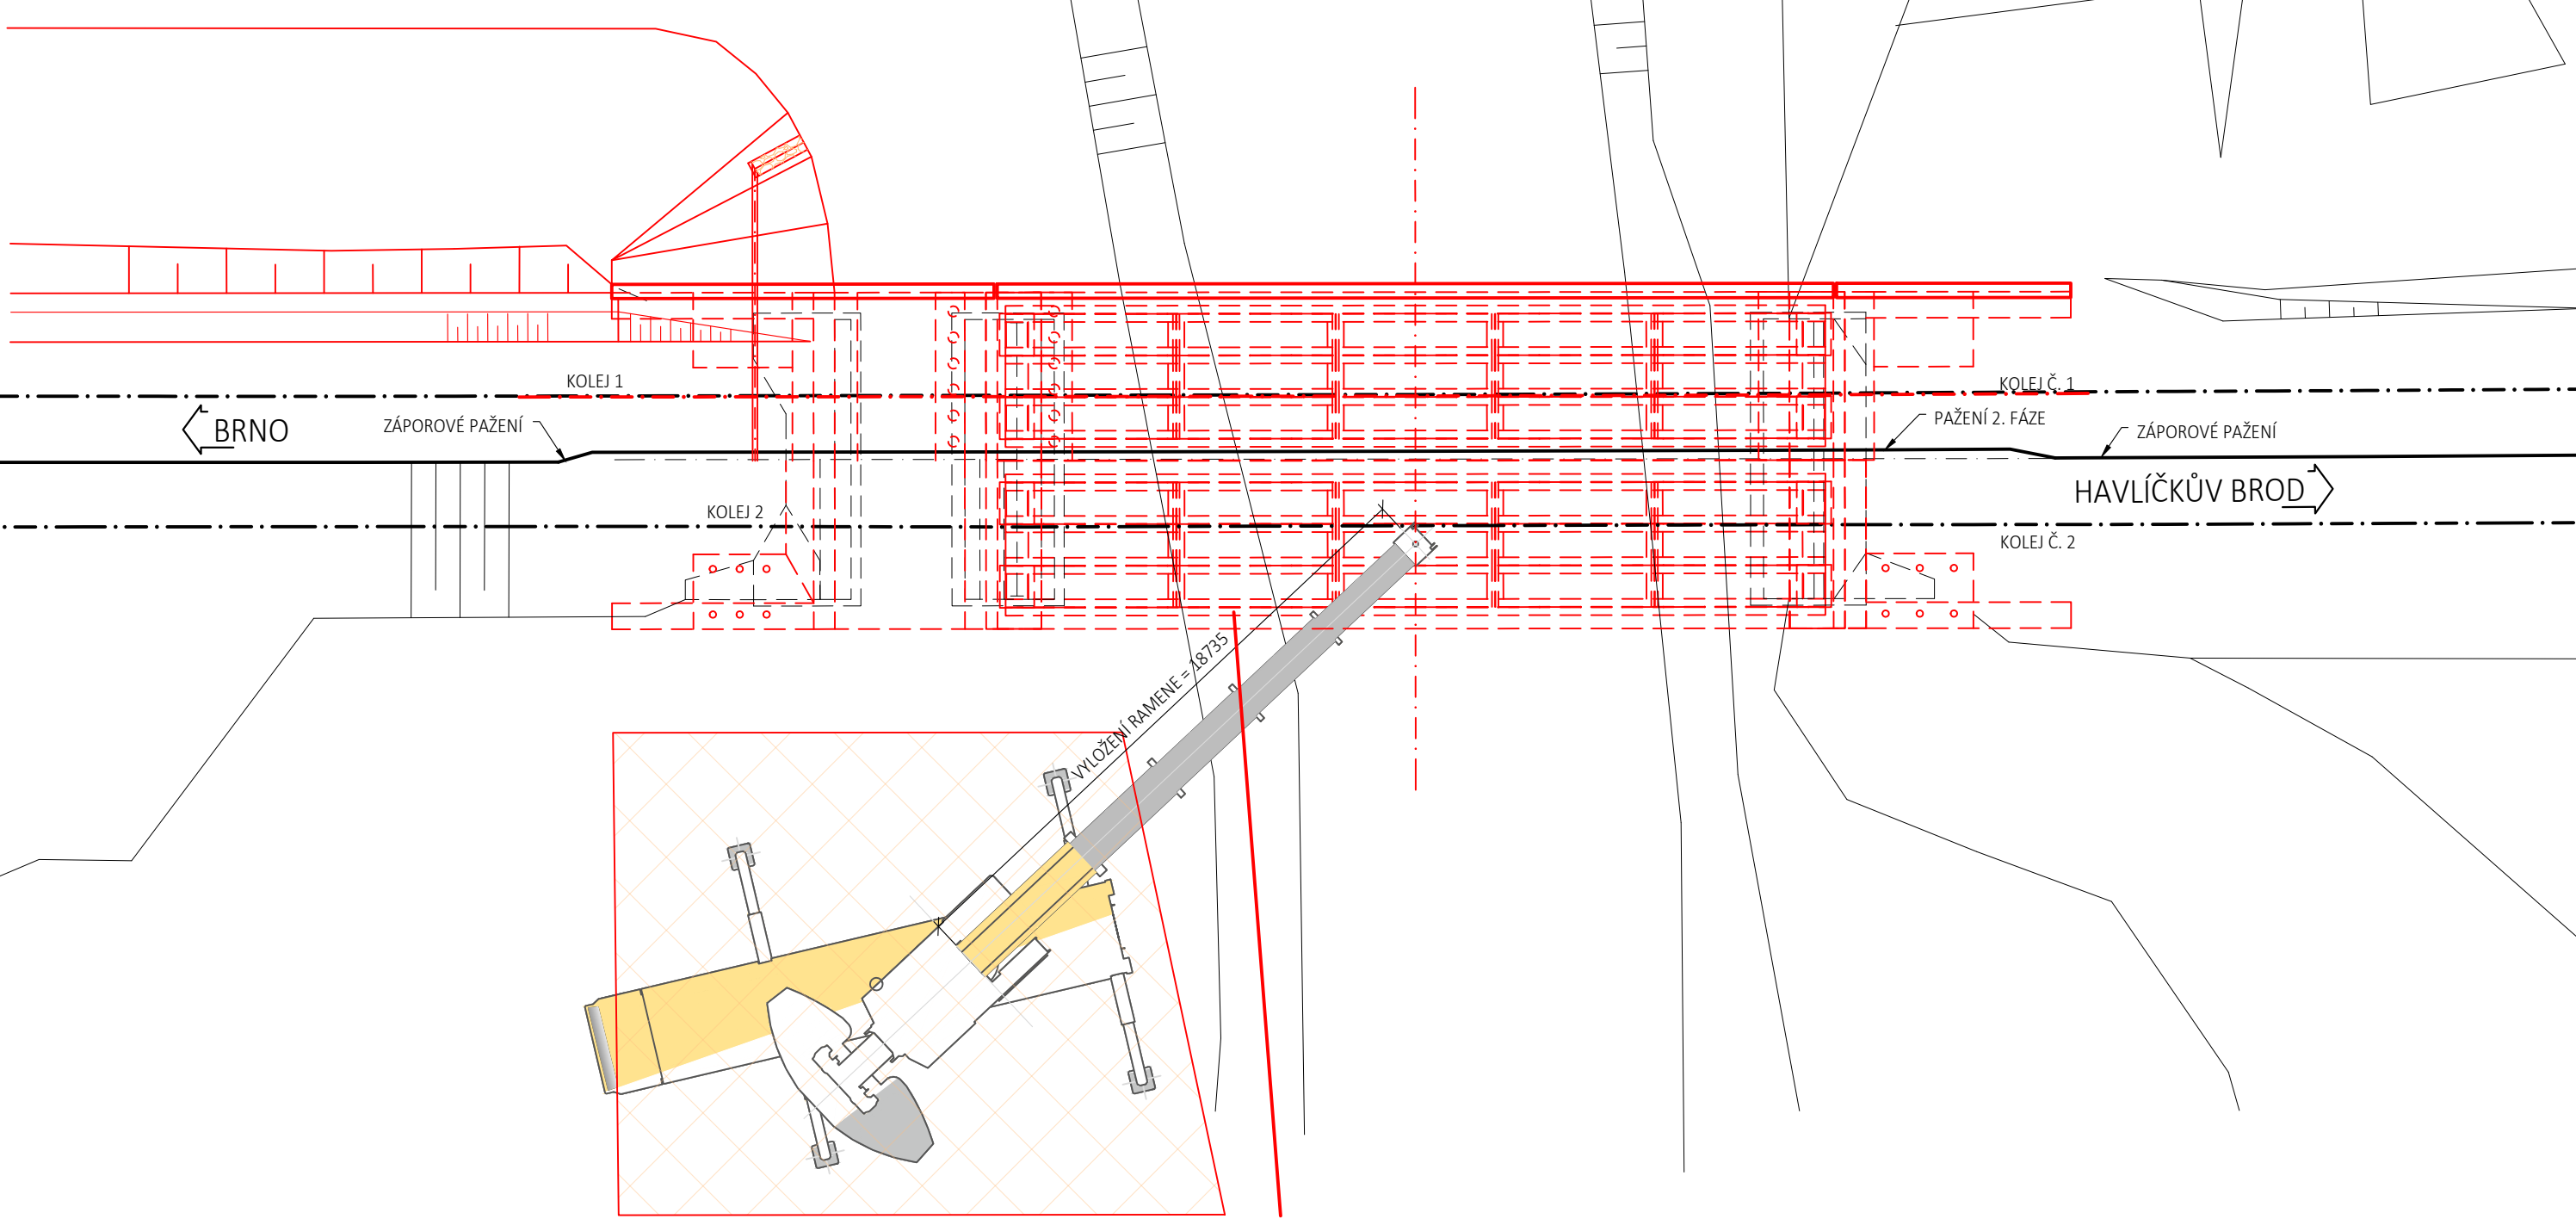 KOLEJ 1
KOLEJ Č. 1
BRNO
ZÁPOROVÉ PAŽENÍ
PAŽENÍ 2. FÁZE
ZÁPOROVÉ PAŽENÍ
HAVLÍČKŮV BROD
KOLEJ 2
KOLEJ Č. 2
VYLOŽENÍ RAMENE = 18735